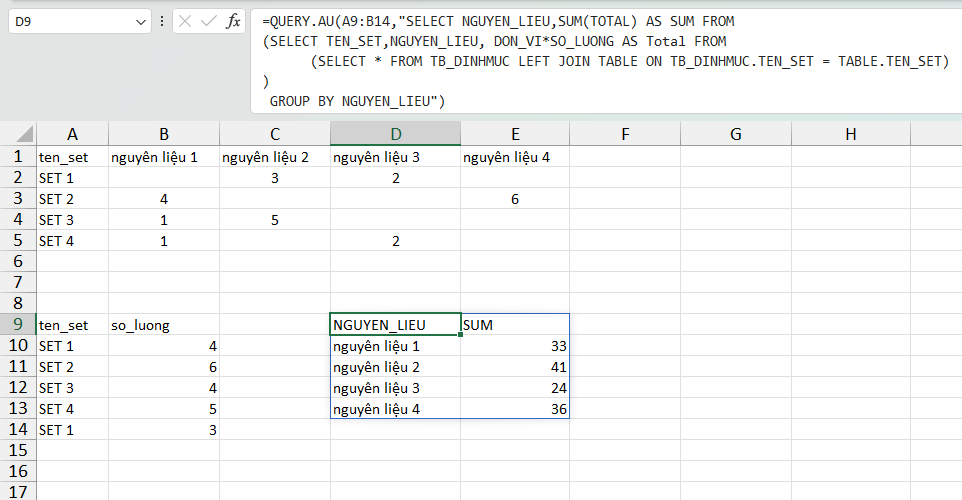 D9 fx =QUERY.AU(A9:B14,"SELECT NGUYEN_LIEU,SUM(TOTAL) AS SUM FROM
(SELECT TEN_SET,NGUYEN_LIEU, DON_VI*SO_LUONG AS Total FROM
(SELECT * FROM TB_DINHMUC LEFT JOIN TABLE ON TB_DINHMUC.TEN_SET = TABLE.TEN_SET)
)
GROUP BY NGUYEN_LIEU")
A B C D E F G H
1 ten_set nguyên liệu 1 nguyên liệu 2 nguyên liệu 3 nguyên liệu 4
2 SET 1 3 2
3 SET 2 4 6
4 SET 3 1 5
5 SET 4 1 2
6
7
8
9 ten_set so_luong NGUYEN_LIEU SUM
10 SET 1 4 nguyên liệu 1 33
11 SET 2 6 nguyên liệu 2 41
12 SET 3 4 nguyên liệu 3 24
13 SET 4 5 nguyên liệu 4 36
14 SET 1 3
15
16
17